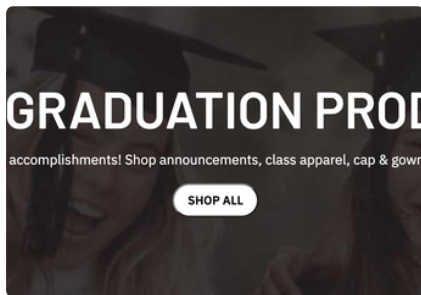 GRADUATION PROD
accomplishments! Shop announcements, class apparel, cap & gown
SHOP ALL